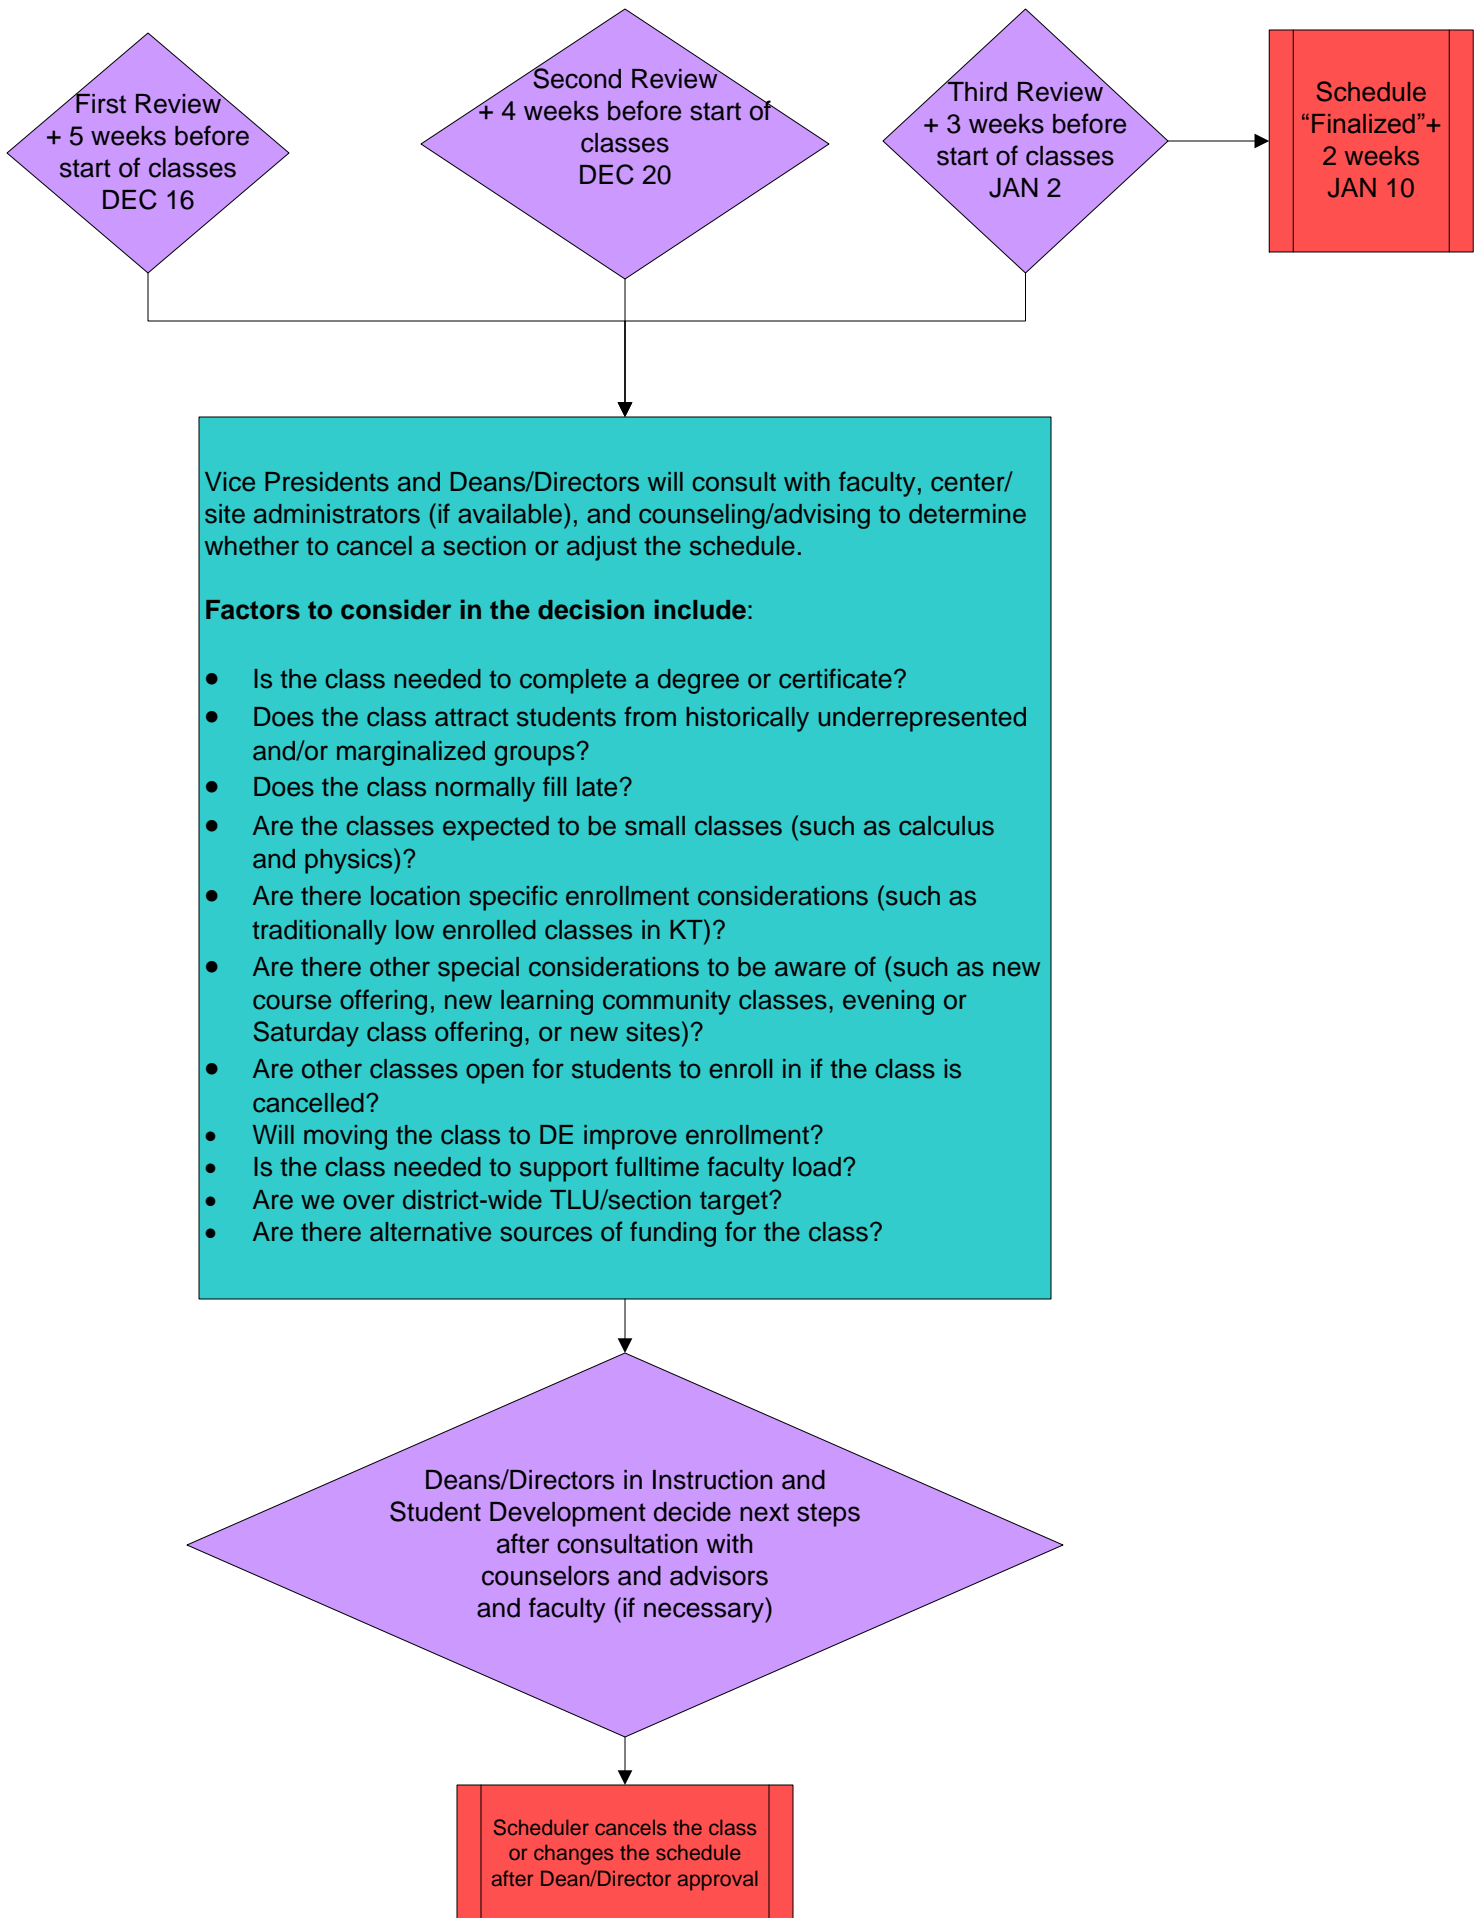 First Review
+ 5 weeks before
start of classes
DEC 16
Second Review
+ 4 weeks before start of
classes
DEC 20
Third Review
+ 3 weeks before
start of classes
JAN 2
Schedule
“Finalized”+
2 weeks
JAN 10
Vice Presidents and Deans/Directors will consult with faculty, center/
site administrators (if available), and counseling/advising to determine
whether to cancel a section or adjust the schedule.
Factors to consider in the decision include:
• Is the class needed to complete a degree or certificate?
• Does the class attract students from historically underrepresented
and/or marginalized groups?
• Does the class normally fill late?
• Are the classes expected to be small classes (such as calculus
and physics)?
• Are there location specific enrollment considerations (such as
traditionally low enrolled classes in KT)?
• Are there other special considerations to be aware of (such as new
course offering, new learning community classes, evening or
Saturday class offering, or new sites)?
• Are other classes open for students to enroll in if the class is
cancelled?
• Will moving the class to DE improve enrollment?
• Is the class needed to support fulltime faculty load?
• Are we over district-wide TLU/section target?
• Are there alternative sources of funding for the class?
Deans/Directors in Instruction and
Student Development decide next steps
after consultation with
counselors and advisors
and faculty (if necessary)
Scheduler cancels the class
or changes the schedule
after Dean/Director approval